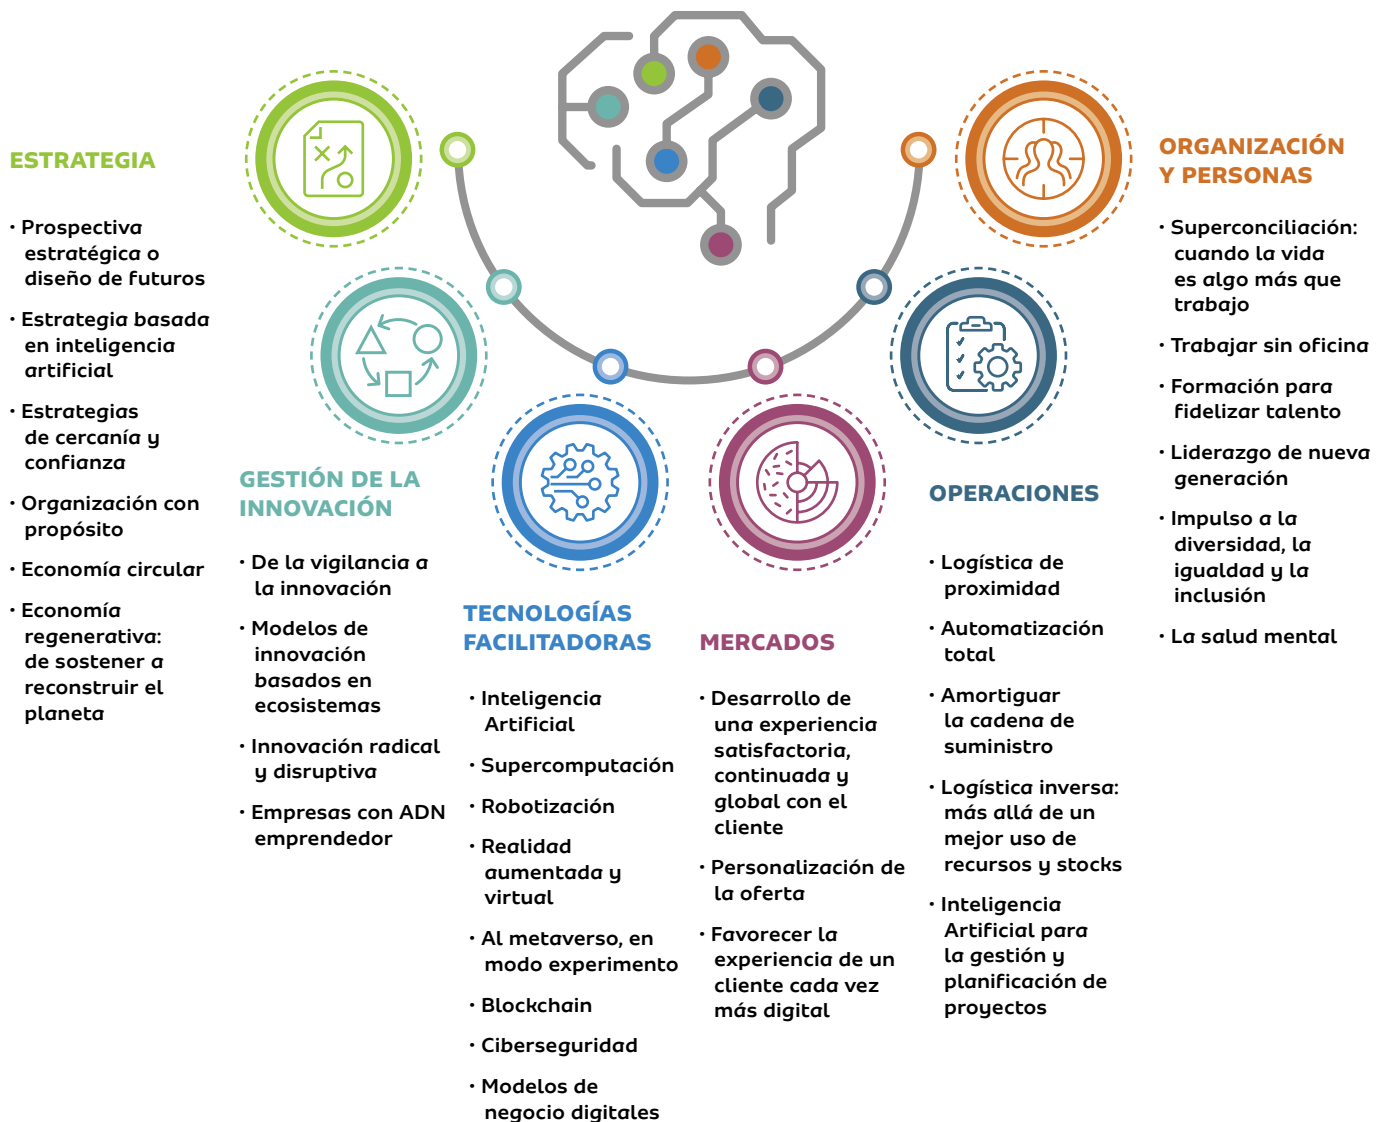 ESTRATEGIA
· Prospectiva
estratégica o
diseño de futuros
· Estrategia basada
en inteligencia
artificial
· Estrategias
de cercanía y
confianza
· Organización con
propósito
· Economía circular
· Economía
regenerativa:
de sostener a
reconstruir el
planeta
GESTIÓN DE LA
INNOVACIÓN
· De la vigilancia a
la innovación
· Modelos de
innovación
basados en
ecosistemas
· Innovación radical
y disruptiva
· Empresas con ADN
emprendedor
TECNOLOGÍAS
FACILITADORAS
· Inteligencia
Artificial
· Supercomputación
· Robotización
· Realidad
aumentada y
virtual
· Al metaverso, en
modo experimento
· Blockchain
· Ciberseguridad
· Modelos de
negocio digitales
MERCADOS
· Desarrollo de
una experiencia
satisfactoria,
continuada y
global con el
cliente
· Personalización de
la oferta
· Favorecer la
experiencia de un
cliente cada vez
más digital
OPERACIONES
· Logística de
proximidad
· Automatización
total
· Amortiguar
la cadena de
suministro
· Logística inversa:
más allá de un
mejor uso de
recursos y stocks
· Inteligencia
Artificial para
la gestión y
planificación de
proyectos
ORGANIZACIÓN
Y PERSONAS
· Superconciliación:
cuando la vida
es algo más que
trabajo
· Trabajar sin oficina
· Formación para
fidelizar talento
· Liderazgo de nueva
generación
· Impulso a la
diversidad, la
igualdad y la
inclusión
· La salud mental